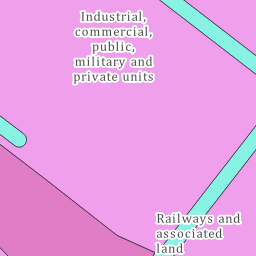 Industrial,
commercial,
public,
military and
private units
Railways and
associated
land